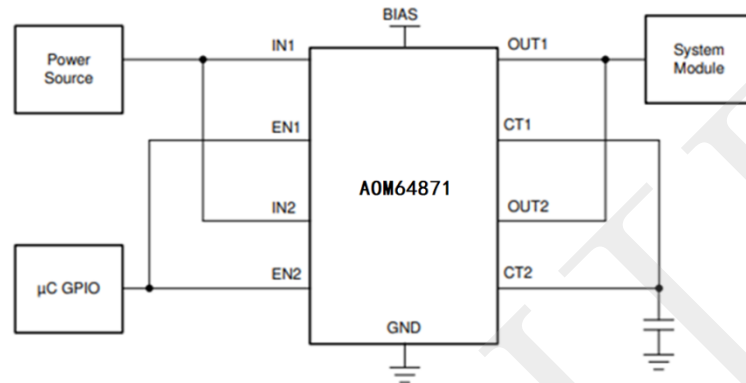 BIAS
Power
Source
IN1
OUT1
System
Module
EN1
CT1
AOM64871
IN2
OUT2
µC GPIO
EN2
CT2
GND